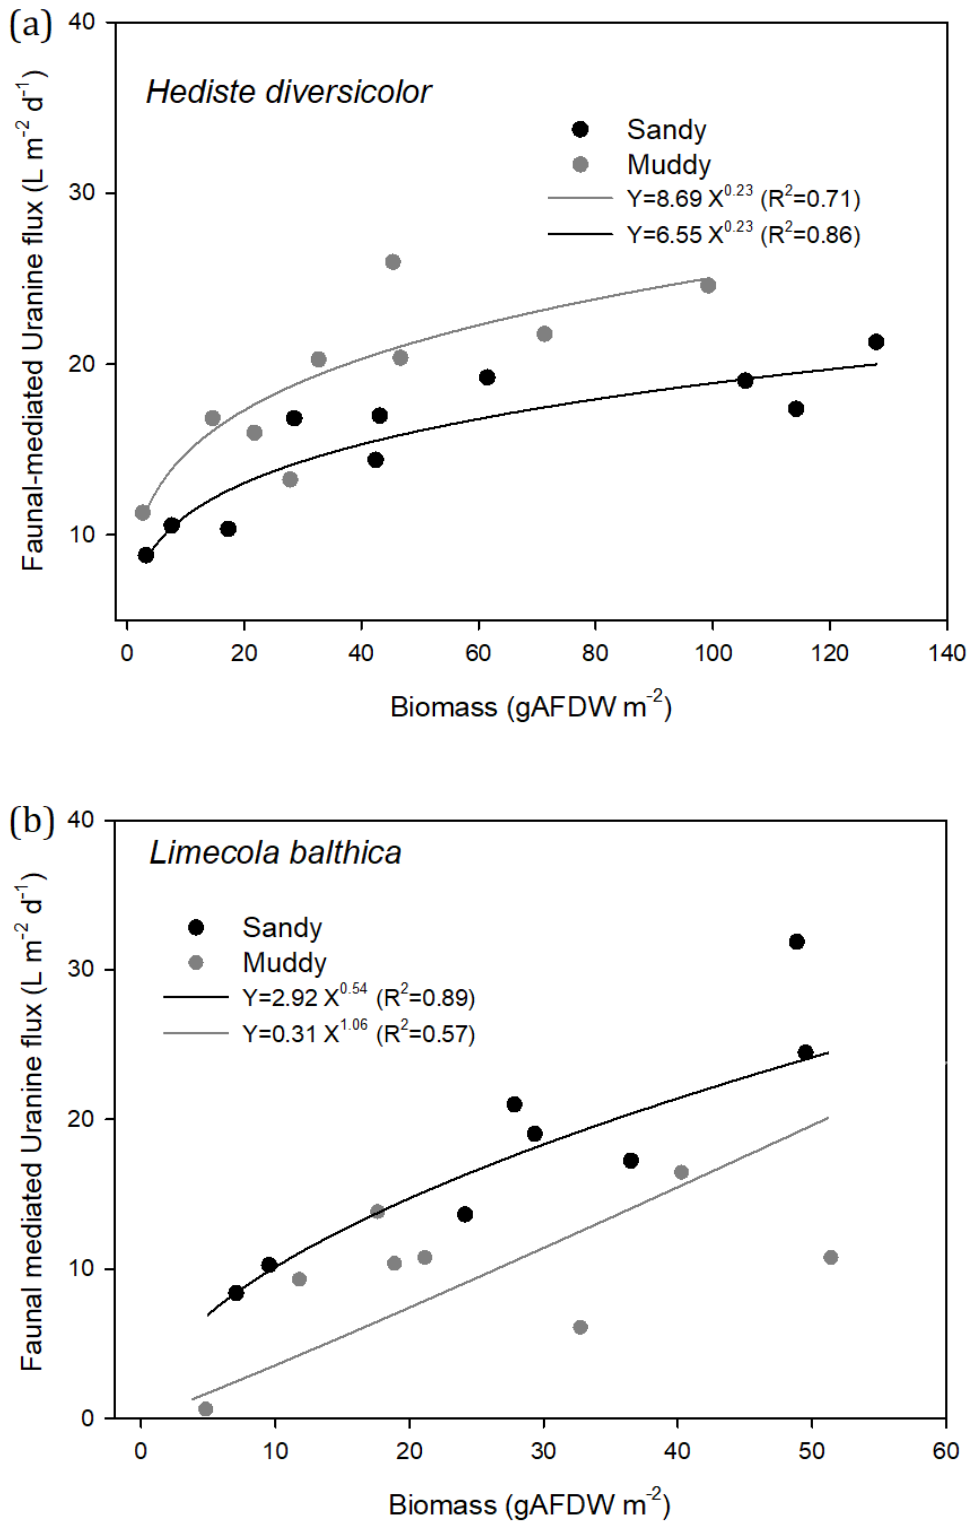 (a)
40
30
20
10
Faunal-mediated Uranine flux (L m⁻² d⁻¹)
Hediste diversicolor
Sandy
Muddy
Y=8.69 X⁰·²³ (R²=0.71)
Y=6.55 X⁰·²³ (R²=0.86)
0 20 40 60 80 100 120 140
Biomass (gAFDW m⁻²)
(b)
40
30
20
10
0
Faunal mediated Uranine flux (L m⁻² d⁻¹)
Limecola balthica
Sandy
Muddy
Y=2.92 X⁰·⁵⁴ (R²=0.89)
Y=0.31 X¹·⁰⁶ (R²=0.57)
0 10 20 30 40 50 60
Biomass (gAFDW m⁻²)